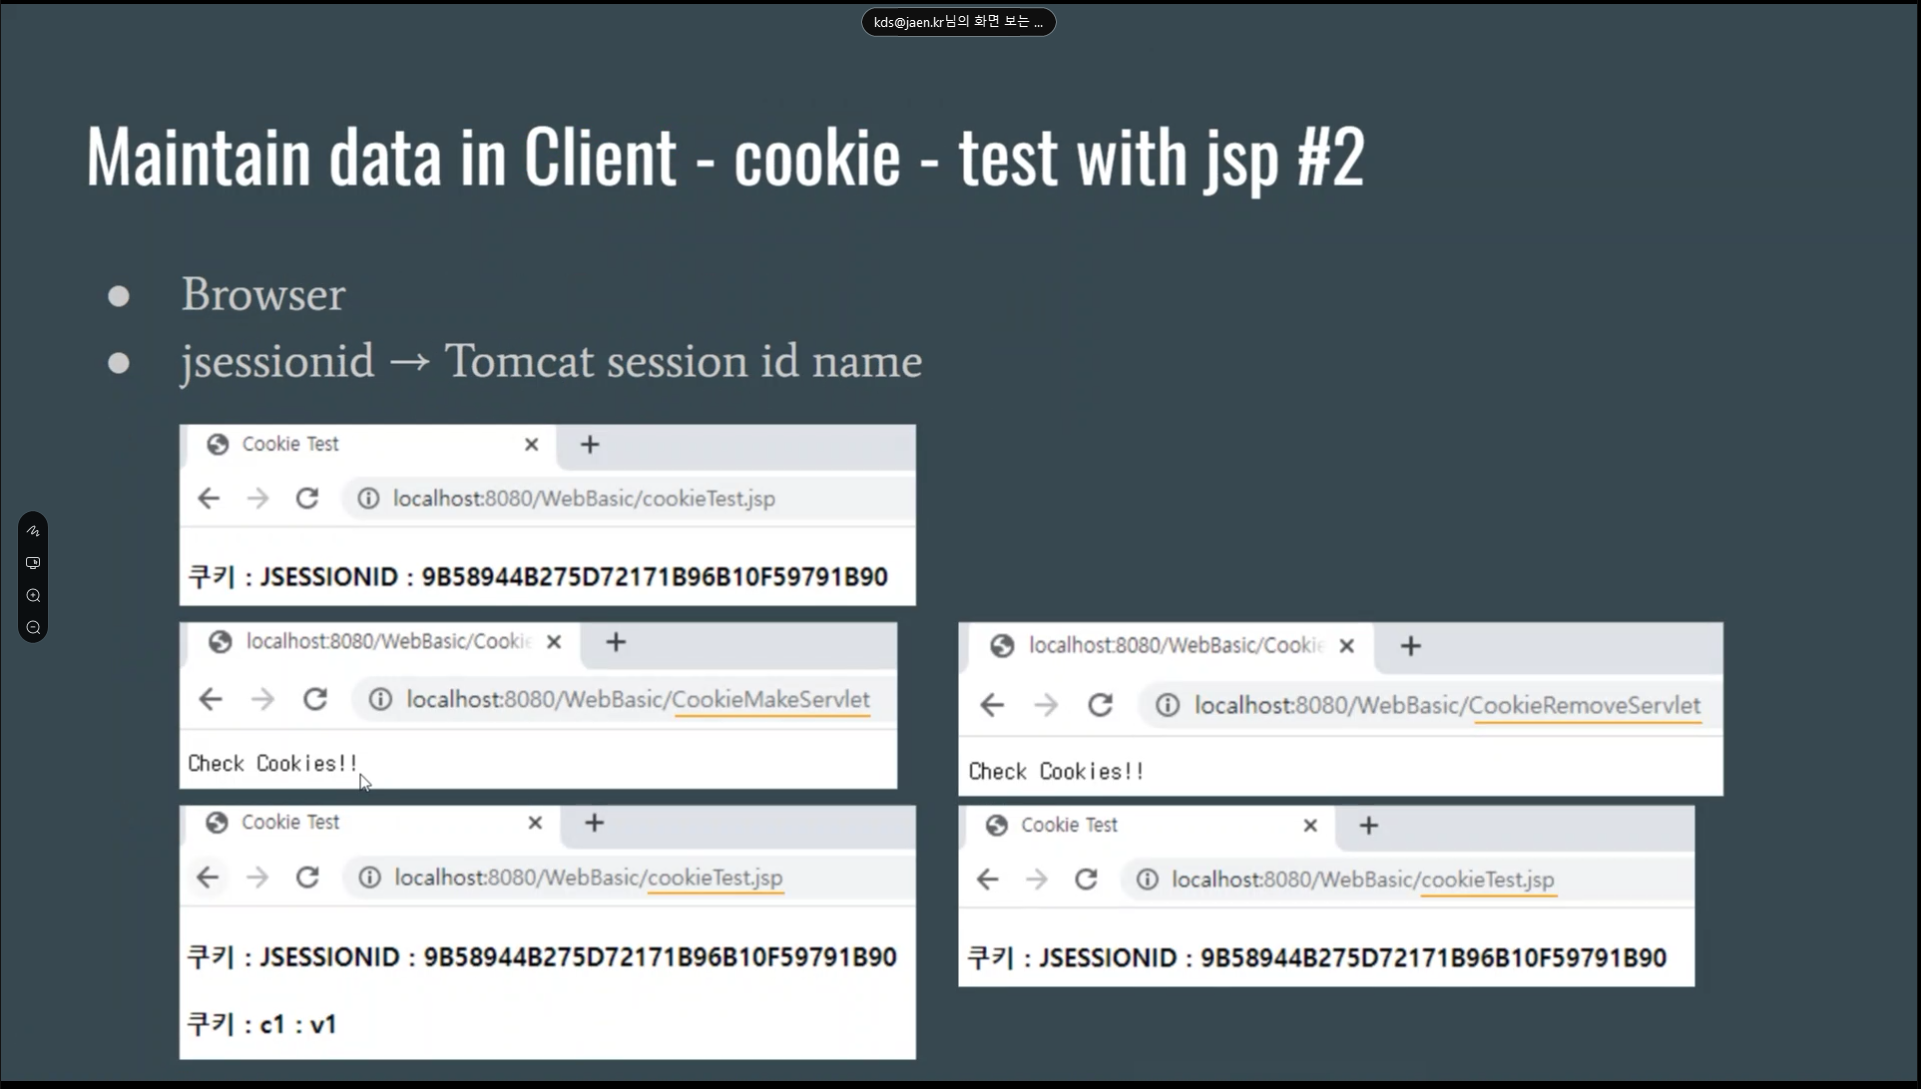 kds@jaen.kr님의 화면 보는 ...
Maintain data in Client - cookie - test with jsp #2
● Browser
● jsessionid → Tomcat session id name
Cookie Test
localhost:8080/WebBasic/cookieTest.jsp
쿠키 : JSESSIONID : 9B58944B275D72171B96B10F59791B90
localhost:8080/WebBasic/Cookie
localhost:8080/WebBasic/CookieMakeServlet
Check Cookies!!
Cookie Test
localhost:8080/WebBasic/cookieTest.jsp
쿠키 : JSESSIONID : 9B58944B275D72171B96B10F59791B90
쿠키 : c1 : v1
localhost:8080/WebBasic/Cookie
localhost:8080/WebBasic/CookieRemoveServlet
Check Cookies!!
Cookie Test
localhost:8080/WebBasic/cookieTest.jsp
쿠키 : JSESSIONID : 9B58944B275D72171B96B10F59791B90